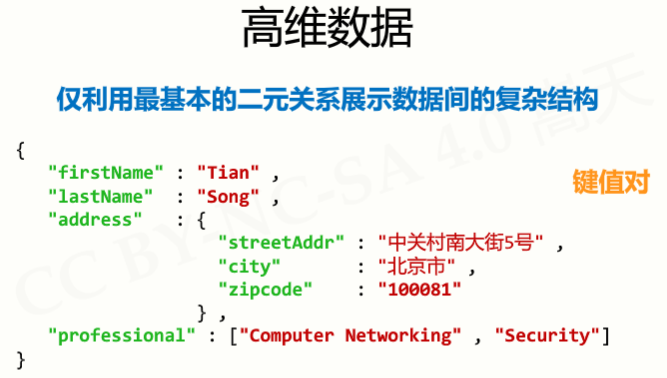 高维数据
仅利用最基本的二元关系展示数据间的复杂结构
{
"firstName" : "Tian" ,
"lastName" : "Song" ,
"address" : {
"streetAddr" : "中关村南大街5号" ,
"city" : "北京市" ,
"zipcode" : "100081"
} ,
"professional" : ["Computer Networking" , "Security"]
}
键值对
CC BY-NC-SA 4.0 嵩天